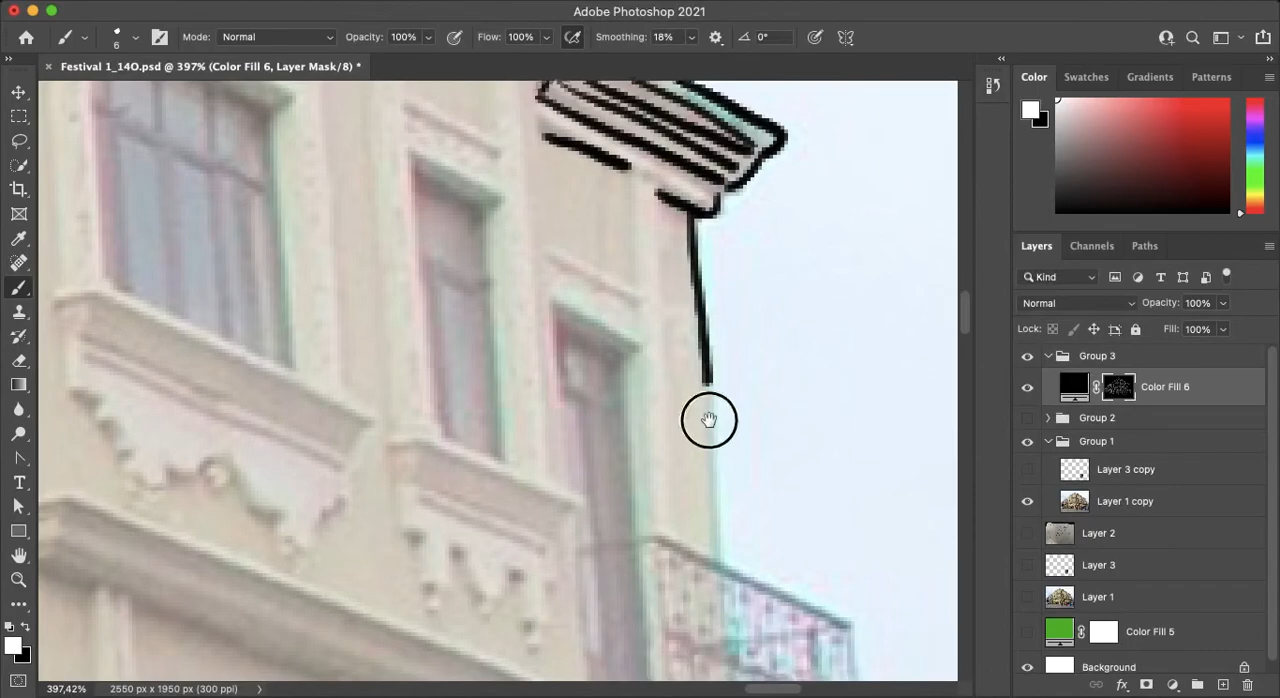 Adobe Photoshop 2021
6 Mode: Normal Opacity: 100% Flow: 100% Smoothing: 18% 0°
Festival 1_14O.psd @ 397% (Color Fill 6, Layer Mask/8) *
Color Swatches Gradients Patterns
Layers Channels Paths
Kind
Normal Opacity: 100%
Lock: Fill: 100%
Group 3
Color Fill 6
Group 2
Group 1
Layer 3 copy
Layer 1 copy
Layer 2
Layer 3
Layer 1
Color Fill 5
Background
397,42% 2550 px x 1950 px (300 ppi)